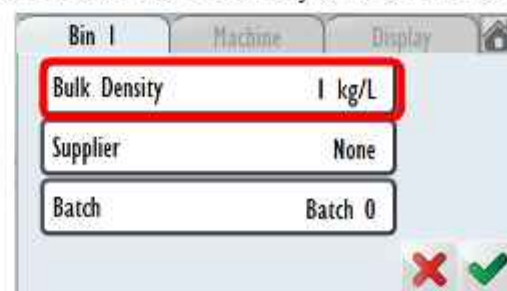 Bin 1 Machine Display
Bulk Density 1 kg/L
Supplier None
Batch Batch 0